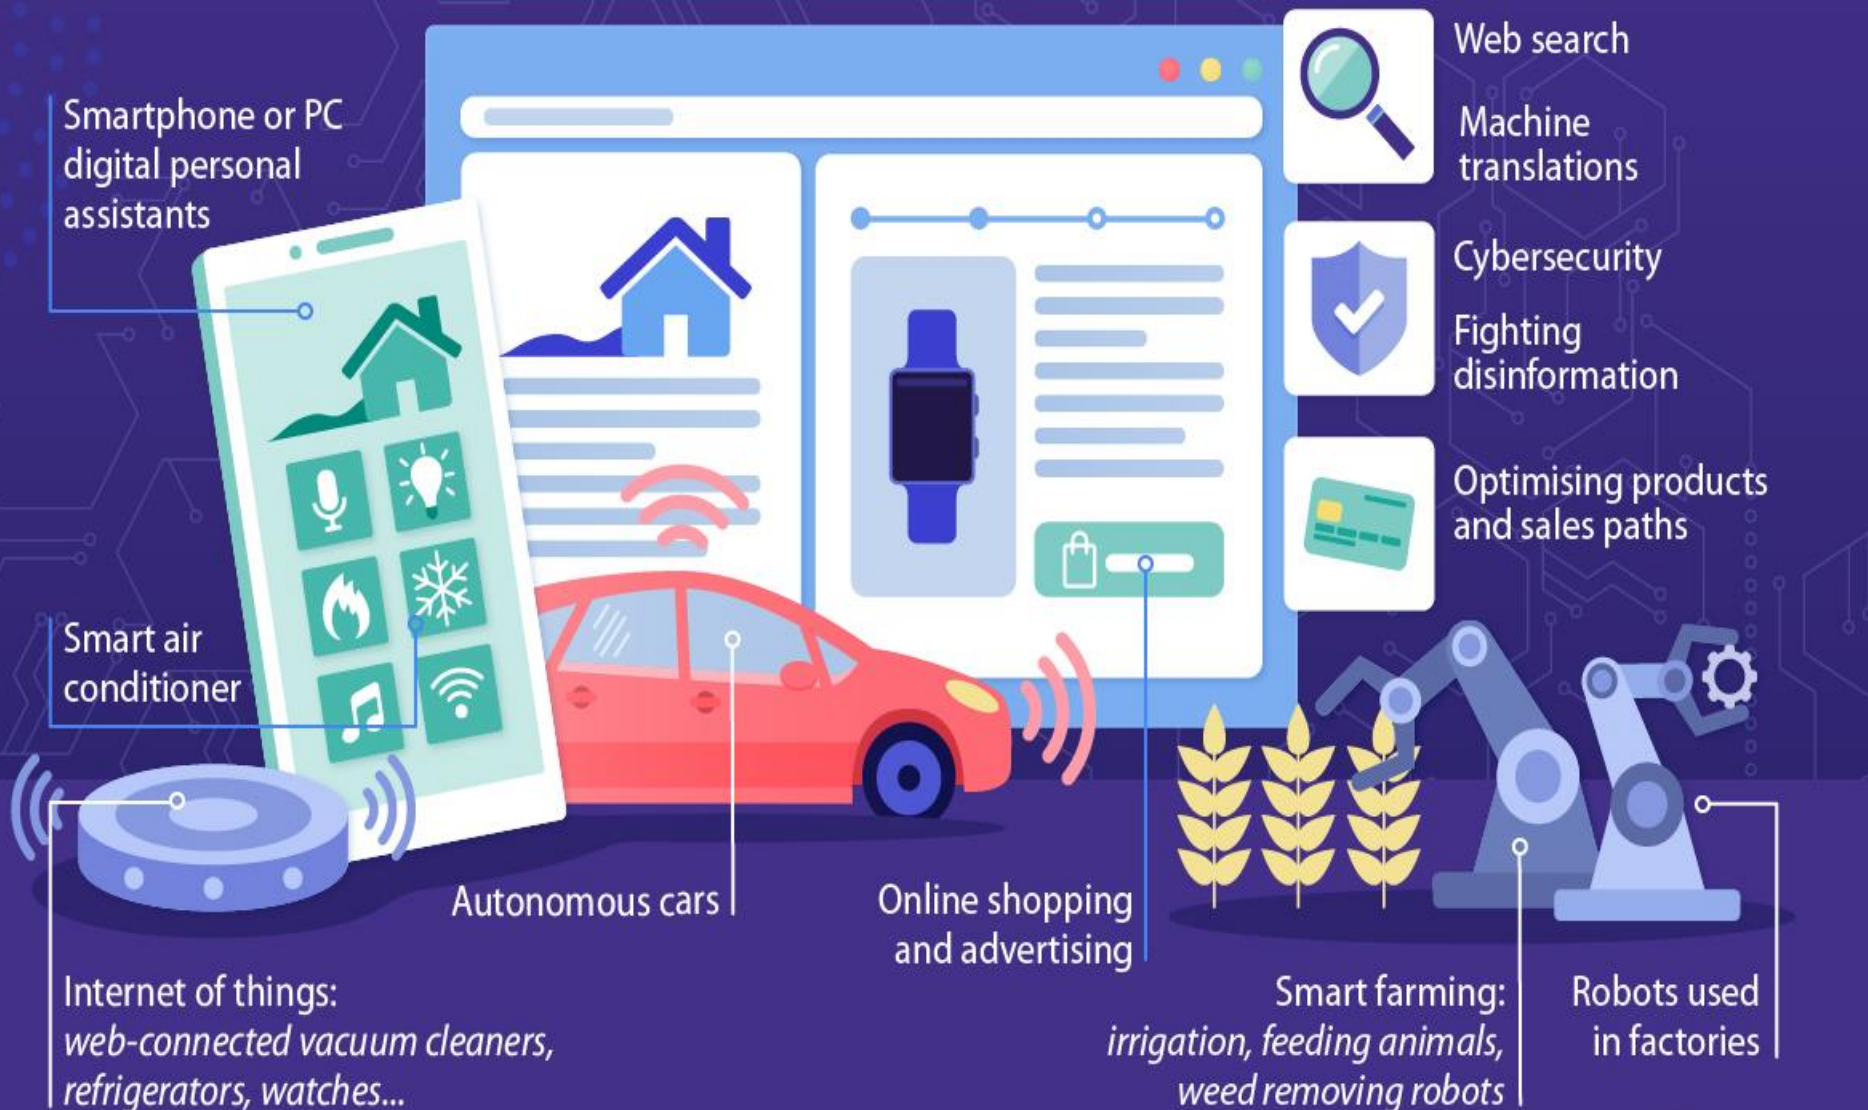 Smartphone or PC
digital personal
assistants
Web search
Machine
translations
Cybersecurity
Fighting
disinformation
Optimising products
and sales paths
Smart air
conditioner
Autonomous cars
Online shopping
and advertising
Internet of things:
web-connected vacuum cleaners,
refrigerators, watches...
Smart farming:
irrigation, feeding animals,
weed removing robots
Robots used
in factories